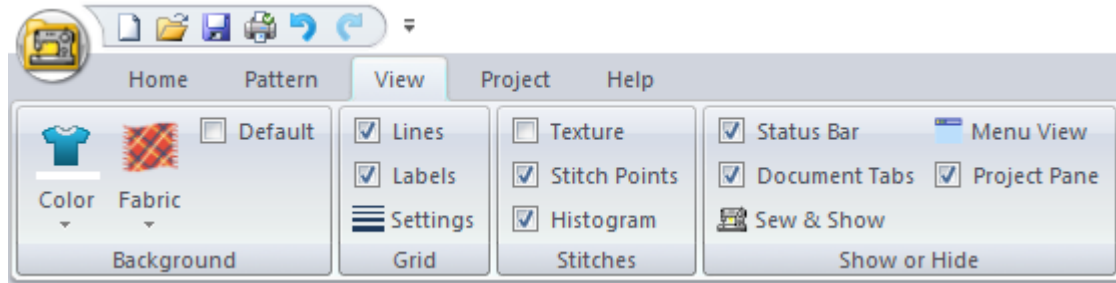 Home Pattern View Project Help
Default Lines Texture Status Bar Menu View
Labels Stitch Points Document Tabs Project Pane
Color Fabric Settings Histogram Sew & Show
Background Grid Stitches Show or Hide